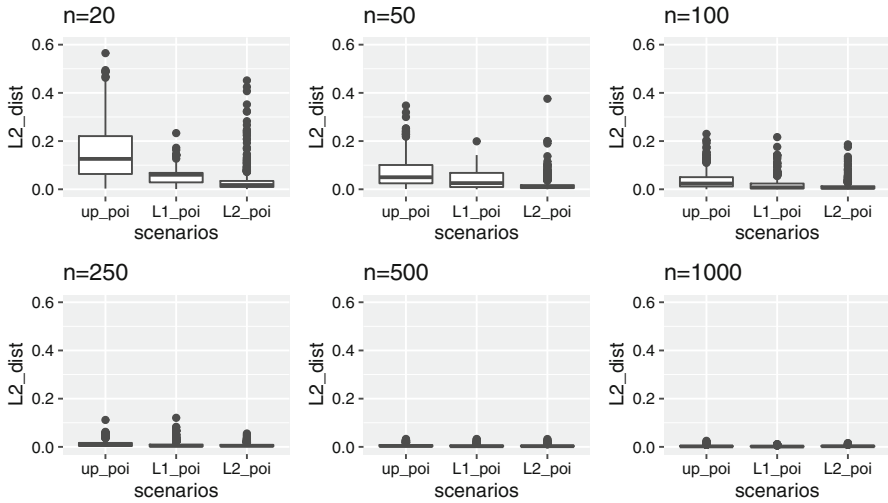 n=20
n=50
n=100
L2_dist
0.6
0.4
0.2
0.0
up_poi L1_poi L2_poi
scenarios
L2_dist
0.6
0.4
0.2
0.0
up_poi L1_poi L2_poi
scenarios
L2_dist
0.6
0.4
0.2
0.0
up_poi L1_poi L2_poi
scenarios
n=250
n=500
n=1000
L2_dist
0.6
0.4
0.2
0.0
up_poi L1_poi L2_poi
scenarios
L2_dist
0.6
0.4
0.2
0.0
up_poi L1_poi L2_poi
scenarios
L2_dist
0.6
0.4
0.2
0.0
up_poi L1_poi L2_poi
scenarios